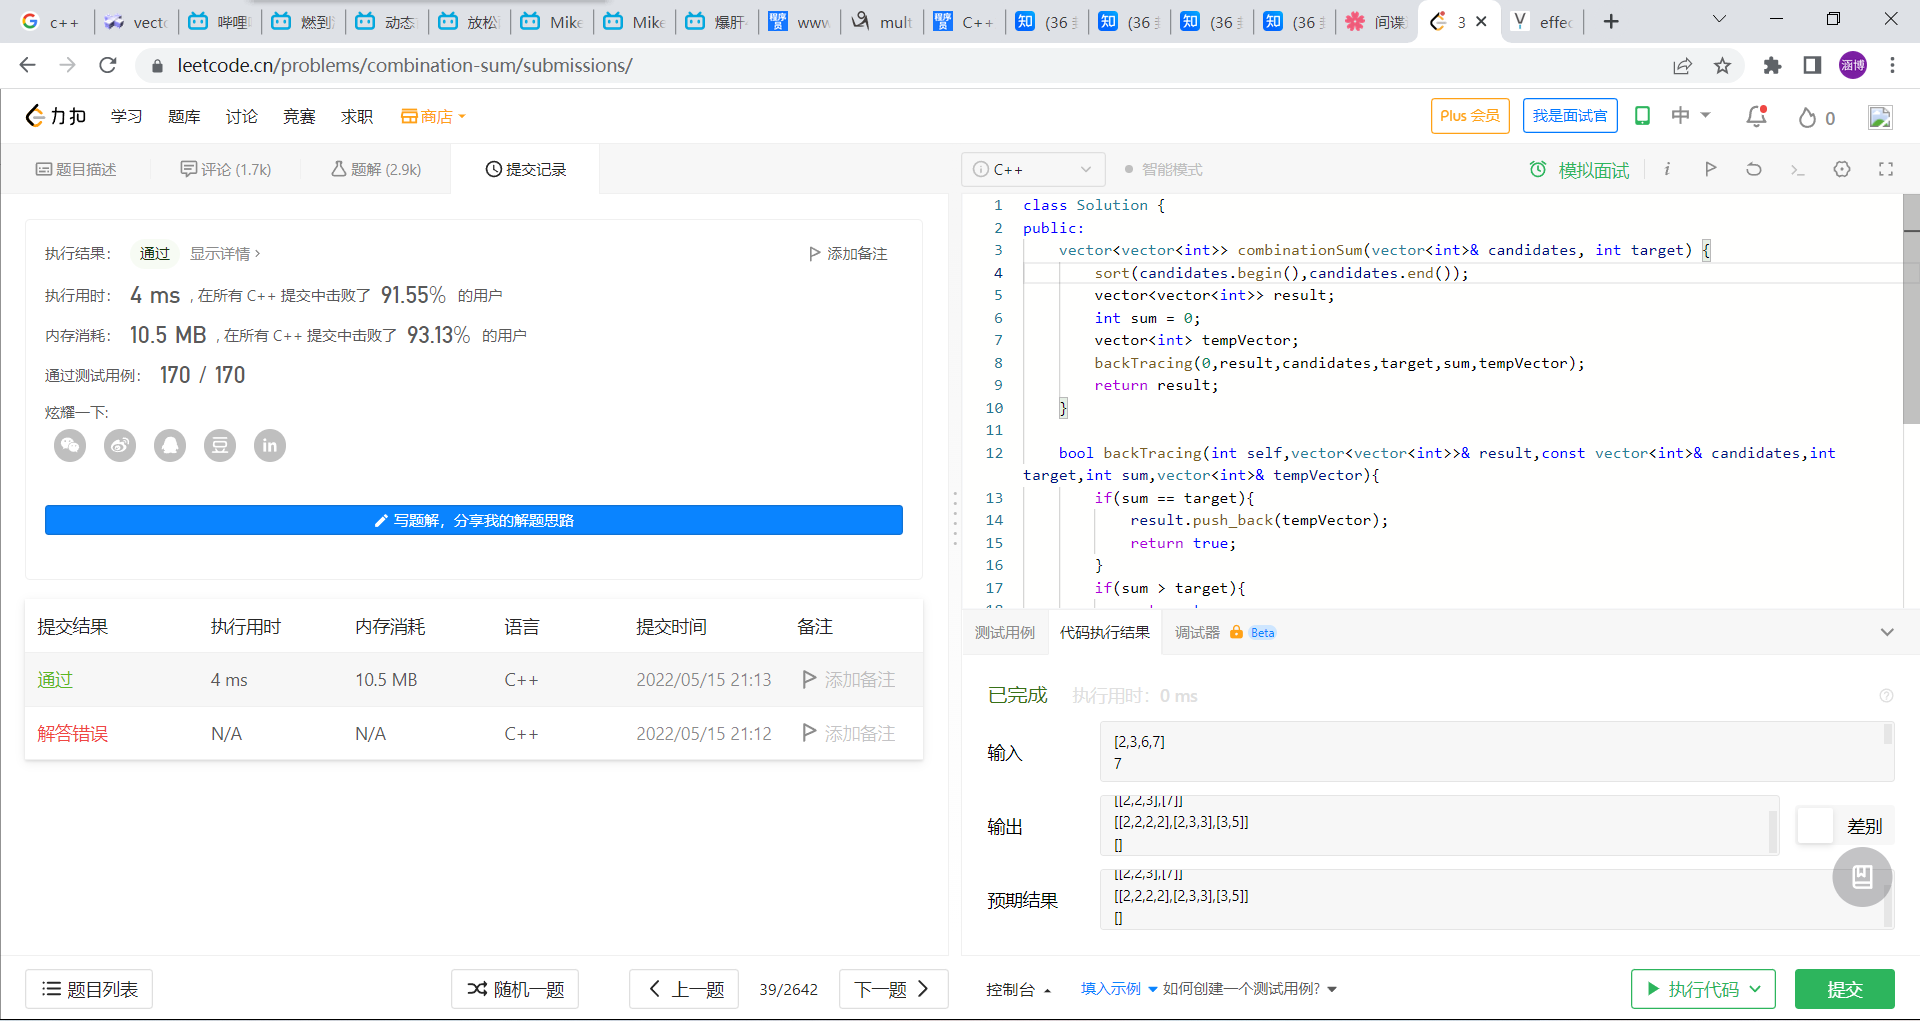 c++
vecto
哔哩
燃到
动态
放松
Mike
Mike
爆肝
www
mult
C++
(36
(36
(36
(36
间谍
3
effec
leetcode.cn/problems/combination-sum/submissions/
涵博
力扣 学习 题库 讨论 竞赛 求职 商店
Plus 会员 我是面试官 中 0
题目描述 评论 (1.7k) 题解 (2.9k) 提交记录
C++ 智能模式 模拟面试
执行结果： 通过 显示详情 › 添加备注
执行用时： 4 ms , 在所有 C++ 提交中击败了 91.55% 的用户
内存消耗： 10.5 MB , 在所有 C++ 提交中击败了 93.13% 的用户
通过测试用例： 170 / 170
炫耀一下:
豆 in
写题解，分享我的解题思路
提交结果 执行用时 内存消耗 语言 提交时间 备注
通过 4 ms 10.5 MB C++ 2022/05/15 21:13 添加备注
解答错误 N/A N/A C++ 2022/05/15 21:12 添加备注
1 class Solution {
2 public:
3 vector<vector<int>> combinationSum(vector<int>& candidates, int target) {
4 sort(candidates.begin(),candidates.end());
5 vector<vector<int>> result;
6 int sum = 0;
7 vector<int> tempVector;
8 backTracing(0,result,candidates,target,sum,tempVector);
9 return result;
10 }
11
12 bool backTracing(int self,vector<vector<int>>& result,const vector<int>& candidates,int
target,int sum,vector<int>& tempVector){
13 if(sum == target){
14 result.push_back(tempVector);
15 return true;
16 }
17 if(sum > target){
测试用例 代码执行结果 调试器 Beta
已完成 执行用时：0 ms
输入
[2,3,6,7]
7
输出
[[2,2,3],[7]]
[[2,2,2,2],[2,3,3],[3,5]]
[]
差别
预期结果
[[2,2,3],[7]]
[[2,2,2,2],[2,3,3],[3,5]]
[]
题目列表 随机一题 上一题 39/2642 下一题 控制台 填入示例 如何创建一个测试用例? 执行代码 提交